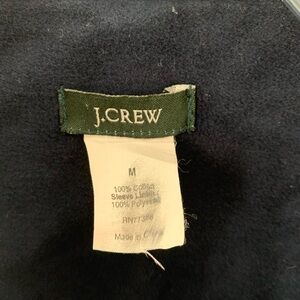 J.CREW
M
100% Cotton
Sleeve Lining
100% Polyester
Made in